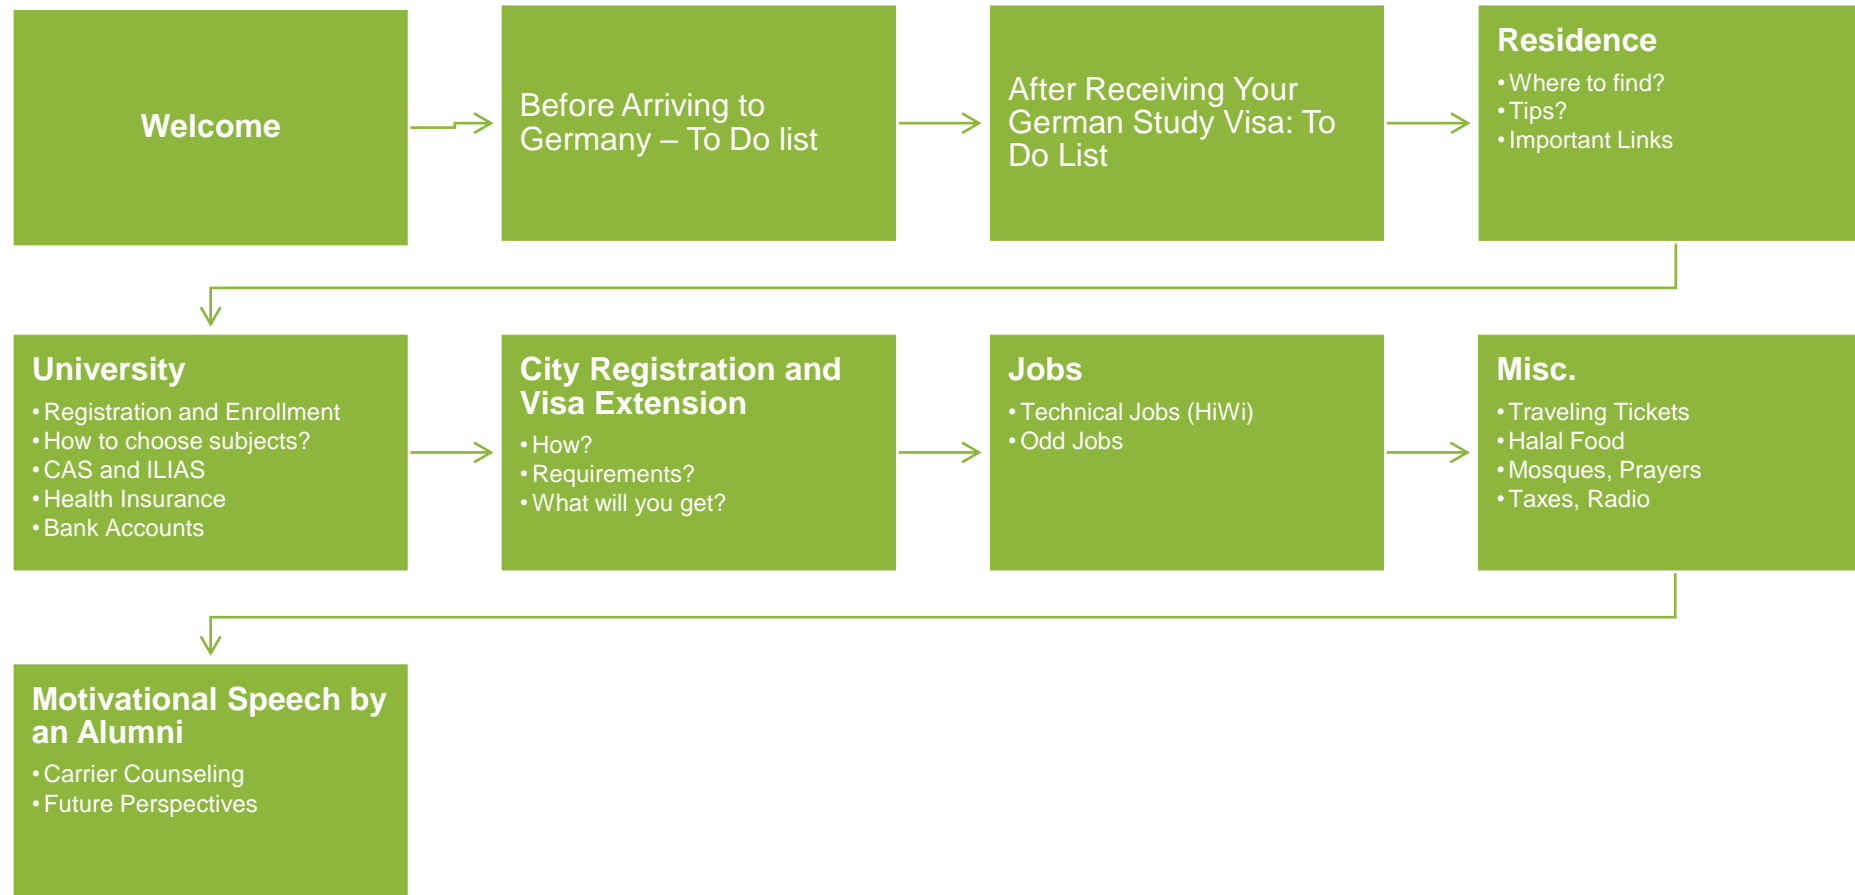 Welcome
Before Arriving to
Germany – To Do list
After Receiving Your
German Study Visa: To
Do List
Residence
• Where to find?
• Tips?
• Important Links
University
• Registration and Enrollment
• How to choose subjects?
• CAS and ILIAS
• Health Insurance
• Bank Accounts
City Registration and
Visa Extension
• How?
• Requirements?
• What will you get?
Jobs
• Technical Jobs (HiWi)
• Odd Jobs
Misc.
• Traveling Tickets
• Halal Food
• Mosques, Prayers
• Taxes, Radio
Motivational Speech by
an Alumni
• Carrier Counseling
• Future Perspectives